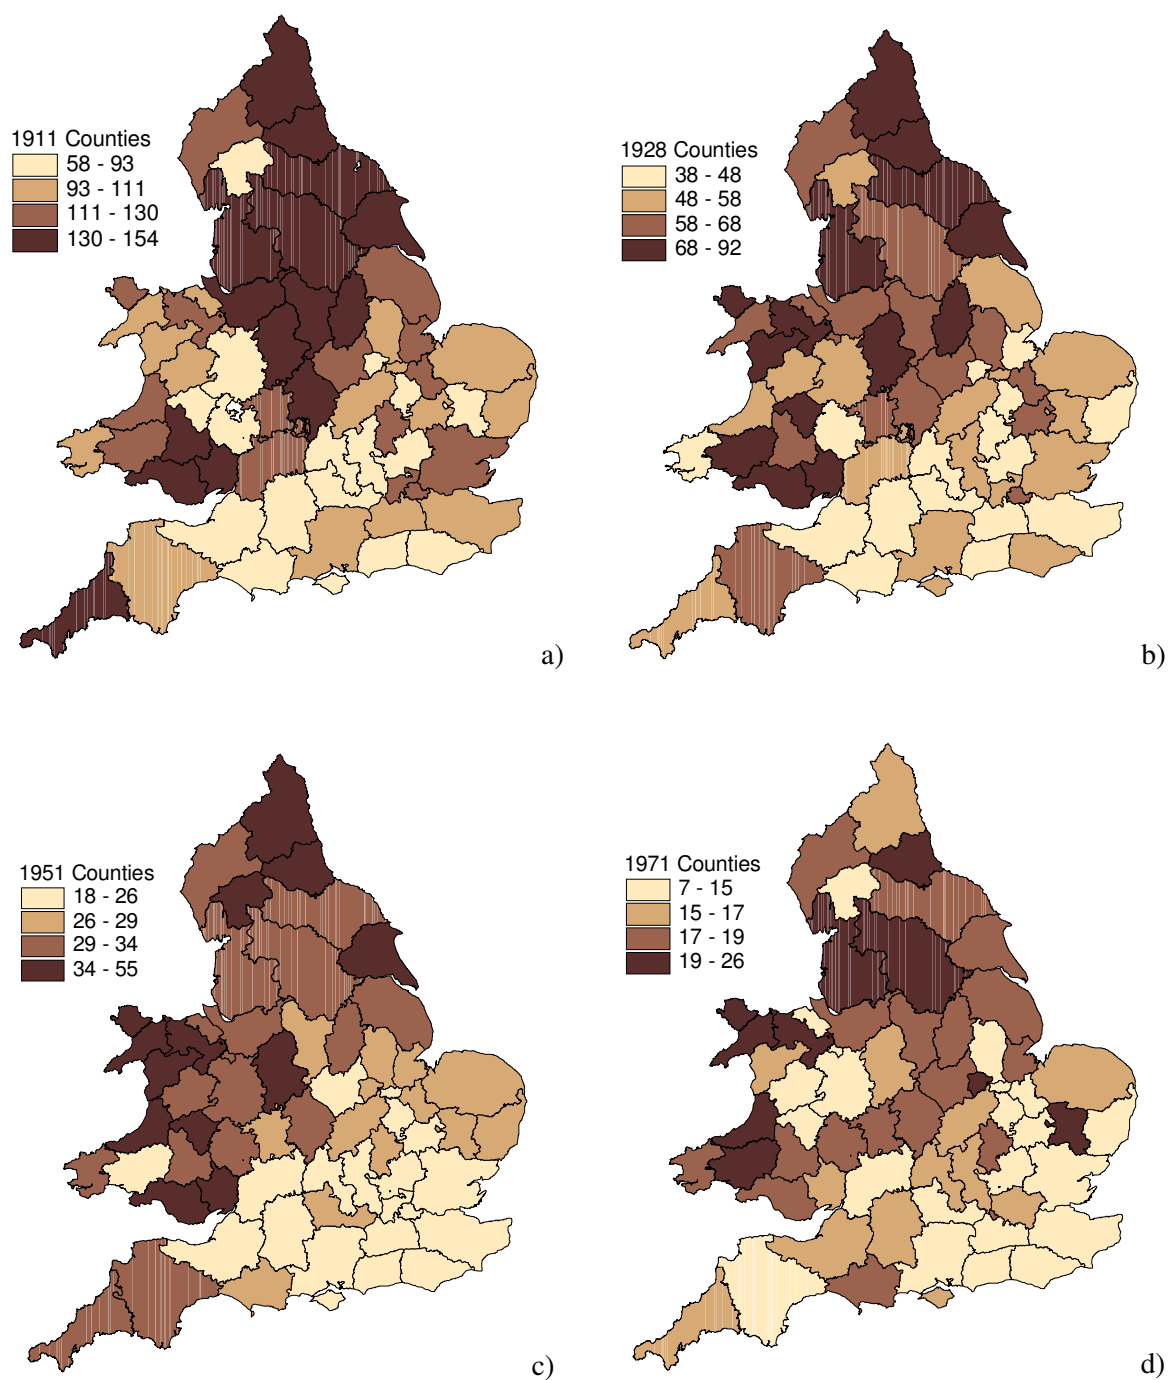 1911 Counties
58 - 93
93 - 111
111 - 130
130 - 154
a)
1928 Counties
38 - 48
48 - 58
58 - 68
68 - 92
b)
1951 Counties
18 - 26
26 - 29
29 - 34
34 - 55
c)
1971 Counties
7 - 15
15 - 17
17 - 19
19 - 26
d)